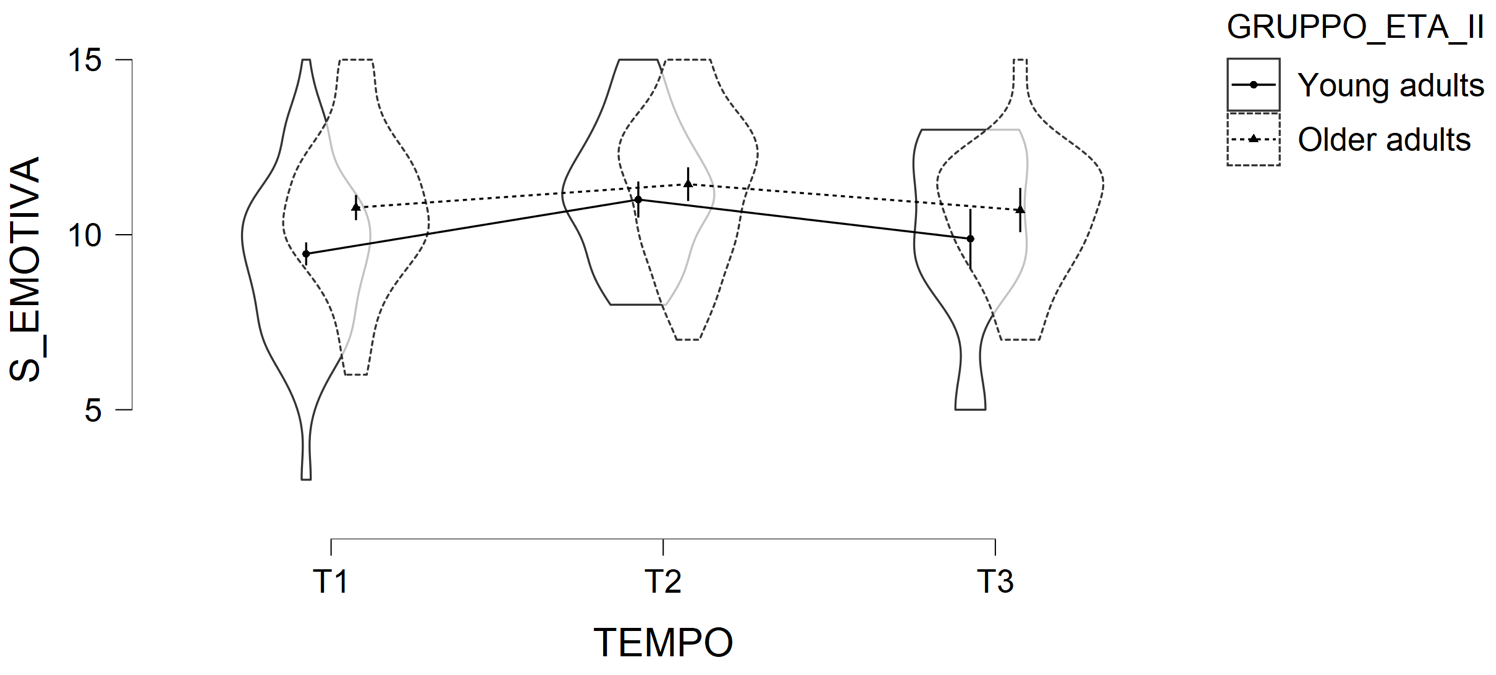 GRUPPO_ETA_II
Young adults
Older adults
S_EMOTIVA
15
10
5
T1
T2
T3
TEMPO